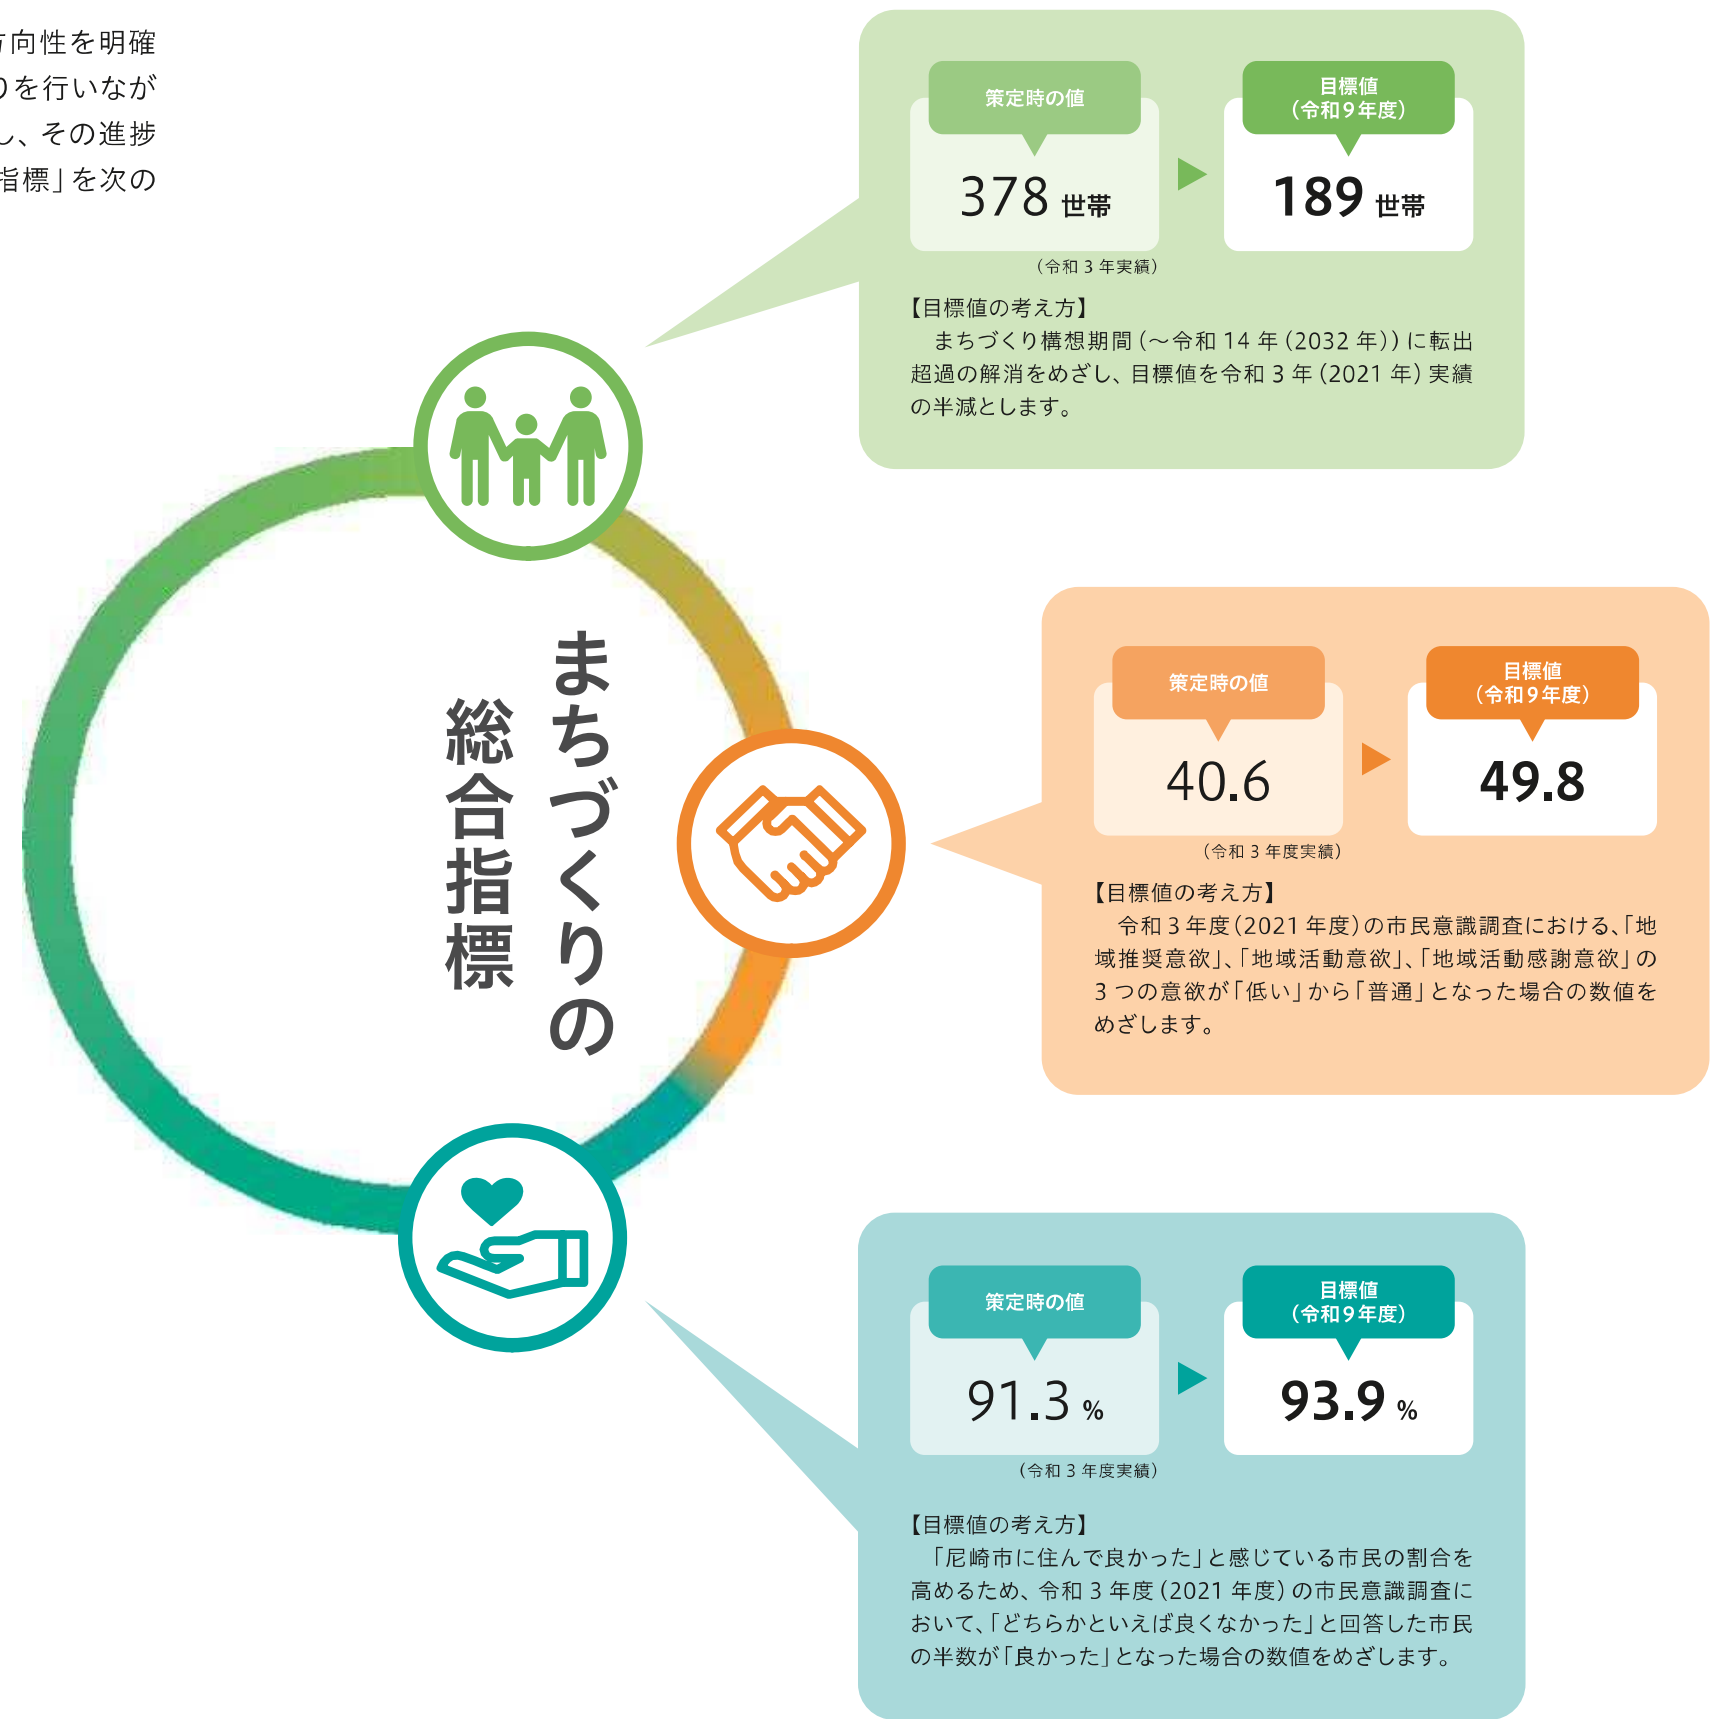 方向性を明確
りを行いなが
し、その進捗
指標」を次の
まちづくりの
総合指標
策定時の値
378 世帯
(令和 3 年実績)
目標値
(令和9年度)
189 世帯
【目標値の考え方】
まちづくり構想期間(～令和 14 年(2032 年))に転出
超過の解消をめざし、目標値を令和 3 年(2021 年)実績
の半減とします。
策定時の値
40.6
(令和 3 年度実績)
目標値
(令和9年度)
49.8
【目標値の考え方】
令和 3 年度(2021 年度)の市民意識調査における、「地
域推奨意欲」、「地域活動意欲」、「地域活動感謝意欲」の
3 つの意欲が「低い」から「普通」となった場合の数値を
めざします。
策定時の値
91.3 %
(令和 3 年度実績)
目標値
(令和9年度)
93.9 %
【目標値の考え方】
「尼崎市に住んで良かった」と感じている市民の割合を
高めるため、令和 3 年度(2021 年度)の市民意識調査に
おいて、「どちらかといえば良くなかった」と回答した市民
の半数が「良かった」となった場合の数値をめざします。